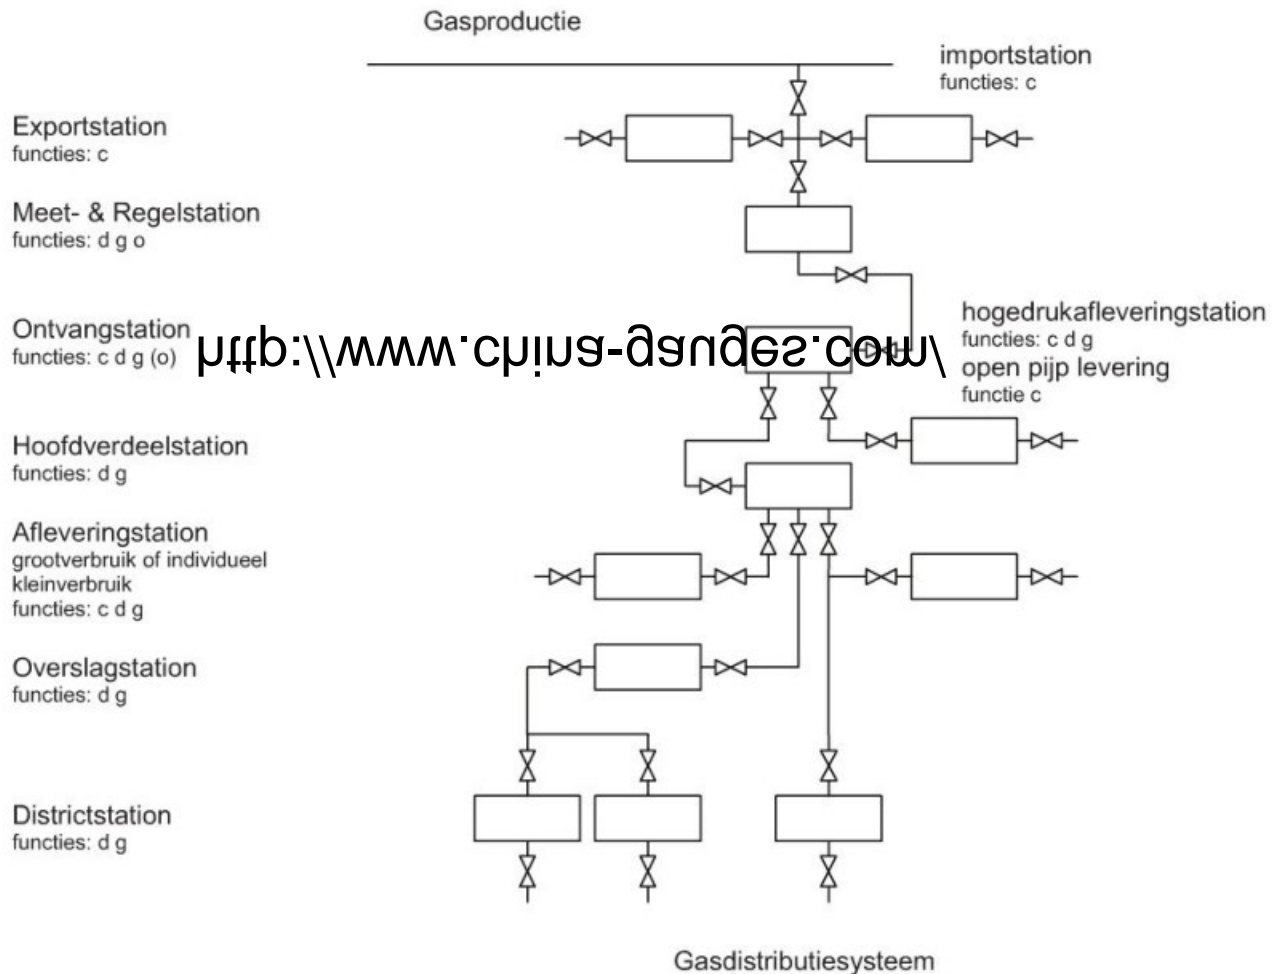 Gasproductie
importstation
functies: c
Exportstation
functies: c
Meet- & Regelstation
functies: d g o
Ontvangstation
functies: c d g (o)
http://www.china-gauges.com/
hogedrukafleveringstation
functies: c d g
open pijp levering
functie c
Hoofdverdeelstation
functies: d g
Afleveringstation
grootverbruik of individueel
kleinverbruik
functies: c d g
Overslagstation
functies: d g
Districtstation
functies: d g
Gasdistributiesysteem